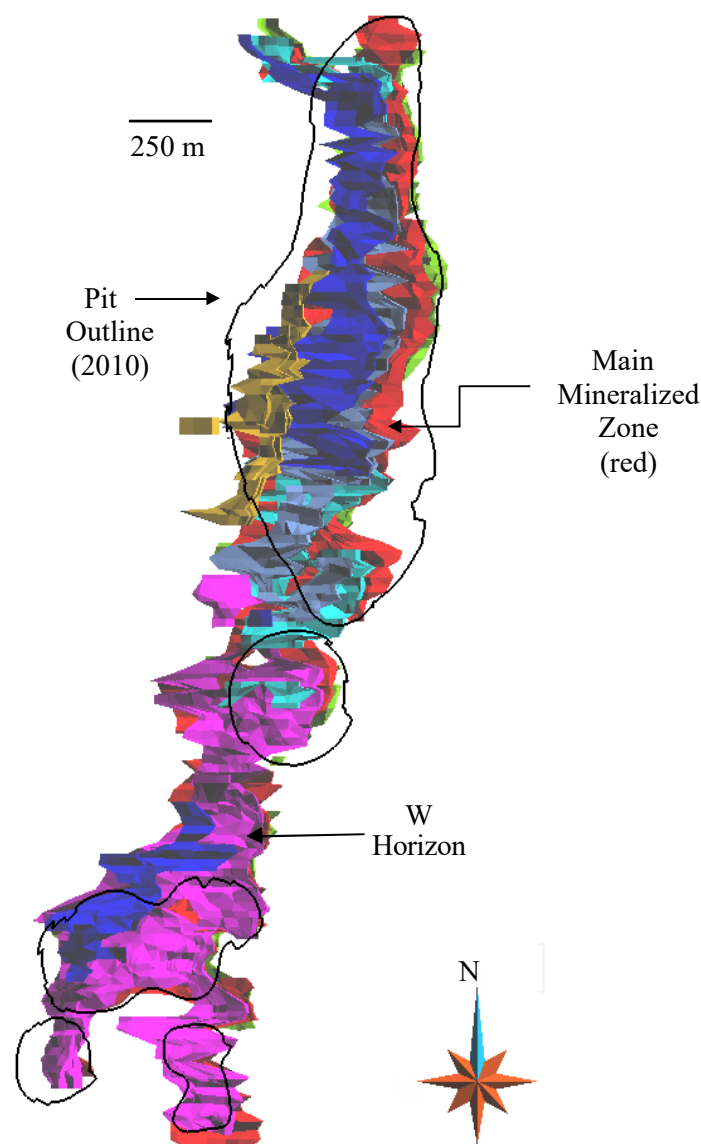 250 m
Pit
Outline
(2010)
Main
Mineralized
Zone
(red)
W
Horizon
N